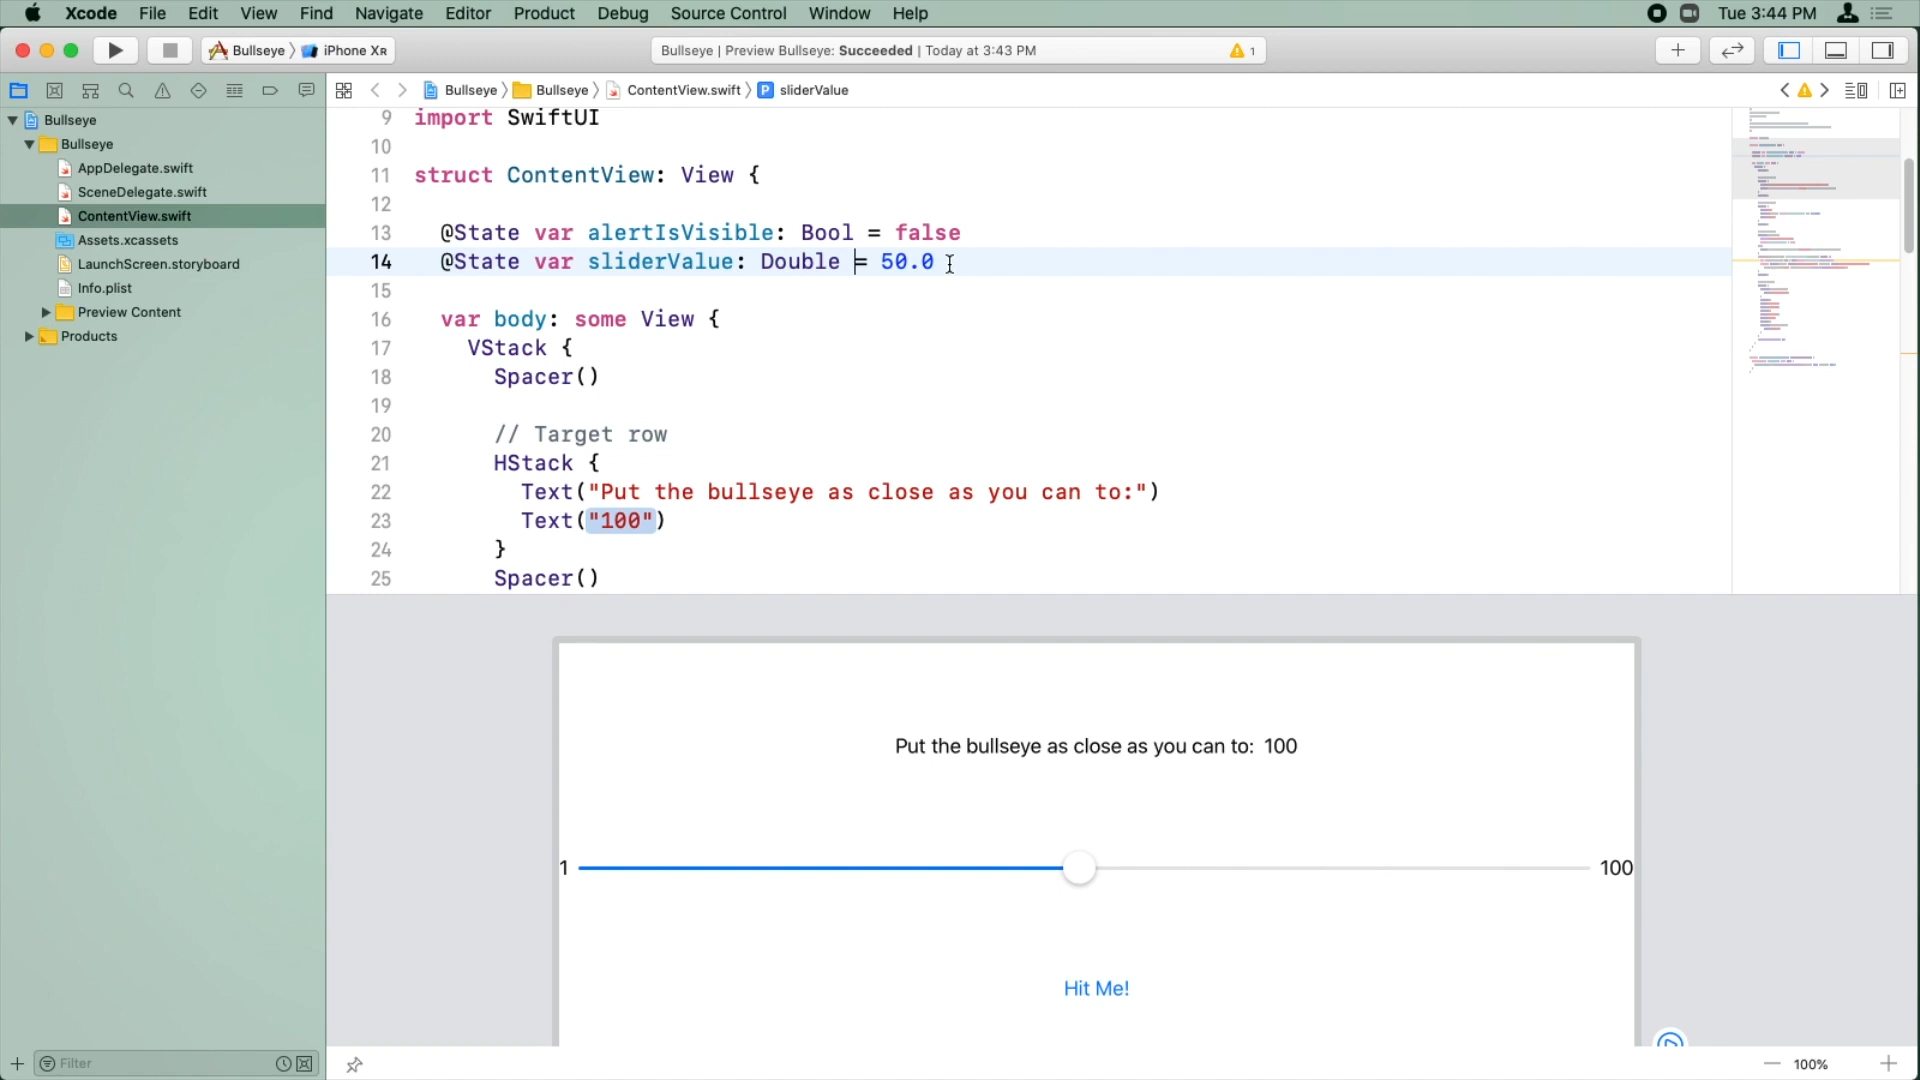 Xcode File Edit View Find Navigate Editor Product Debug Source Control Window Help Tue 3:44 PM
Bullseye iPhone XR Bullseye | Preview Bullseye: Succeeded | Today at 3:43 PM 1
Bullseye Bullseye ContentView.swift P sliderValue
Bullseye
Bullseye
AppDelegate.swift
SceneDelegate.swift
ContentView.swift
Assets.xcassets
LaunchScreen.storyboard
Info.plist
Preview Content
Products
Filter
9 import SwiftUI
10
11 struct ContentView: View {
12
13 @State var alertIsVisible: Bool = false
14 @State var sliderValue: Double = 50.0
15
16 var body: some View {
17 VStack {
18 Spacer()
19
20 // Target row
21 HStack {
22 Text("Put the bullseye as close as you can to:")
23 Text("100")
24 }
25 Spacer()
Put the bullseye as close as you can to: 100
1 100
Hit Me!
100%